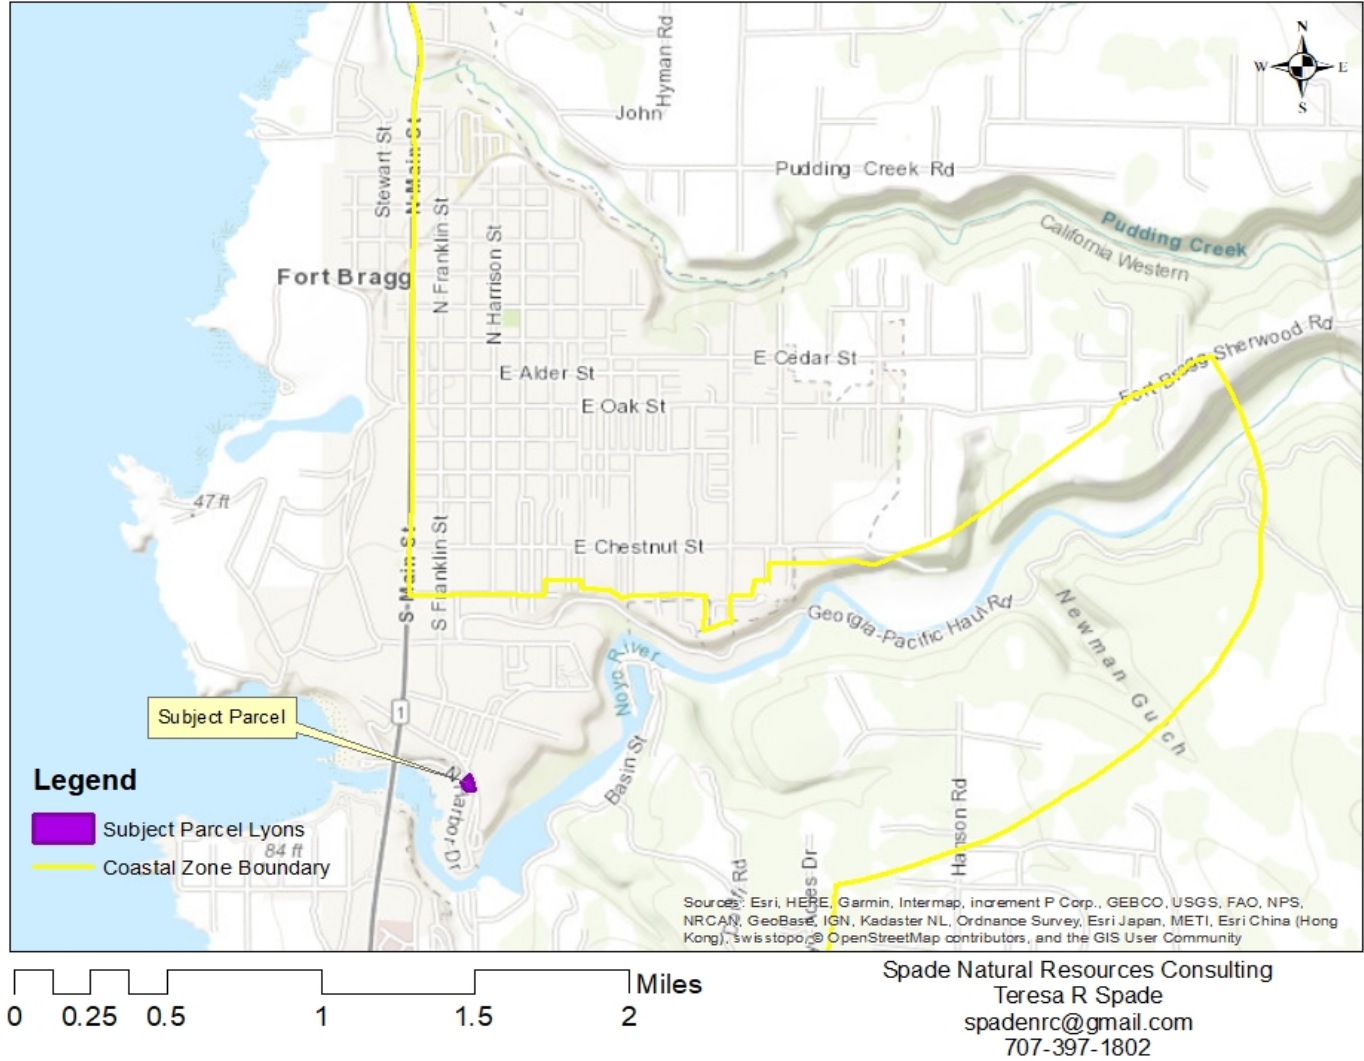 N
W E
S
Hyman Rd
John
Stewart St
N Main St
Pudding Creek Rd
N Franklin St
Pudding Creek
N Harrison St
California Western
Fort Bragg
Fort Bragg Sherwood Rd
E Cedar St
E Alder St
E Oak St
47 ft
S Main St
S Franklin St
E Chestnut St
Georgia-Pacific Haul Rd
Newman Gulch
Noyo River
Subject Parcel
1
Basin St
N Harbor Dr
Hanson Rd
Legend
Subject Parcel Lyons
84 ft
Coastal Zone Boundary
Rd
Acres Dr
Sources: Esri, HERE, Garmin, Intermap, increment P Corp., GEBCO, USGS, FAO, NPS,
NRCAN, GeoBase, IGN, Kadaster NL, Ordnance Survey, Esri Japan, METI, Esri China (Hong
Kong), swisstopo, © OpenStreetMap contributors, and the GIS User Community
Miles
0 0.25 0.5 1 1.5 2
Spade Natural Resources Consulting
Teresa R Spade
spadenrc@gmail.com
707-397-1802